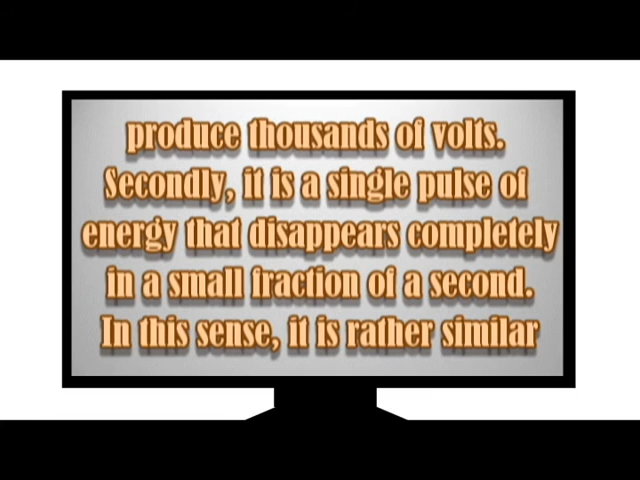 produce thousands of volts.
Secondly, it is a single pulse of
energy that disappears completely
in a small fraction of a second.
In this sense, it is rather similar